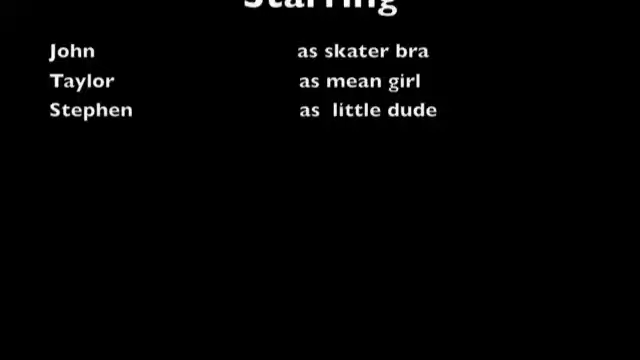 Starring
John as skater bra
Taylor as mean girl
Stephen as little dude